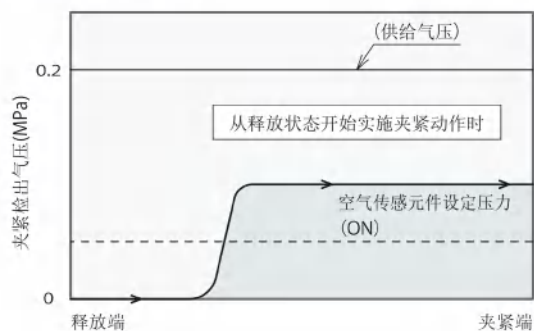 (供给气压)
0.2
从释放状态开始实施夹紧动作时
夹紧检出气压(MPa)
空气传感元件设定压力
(ON)
0
释放端
夹紧端